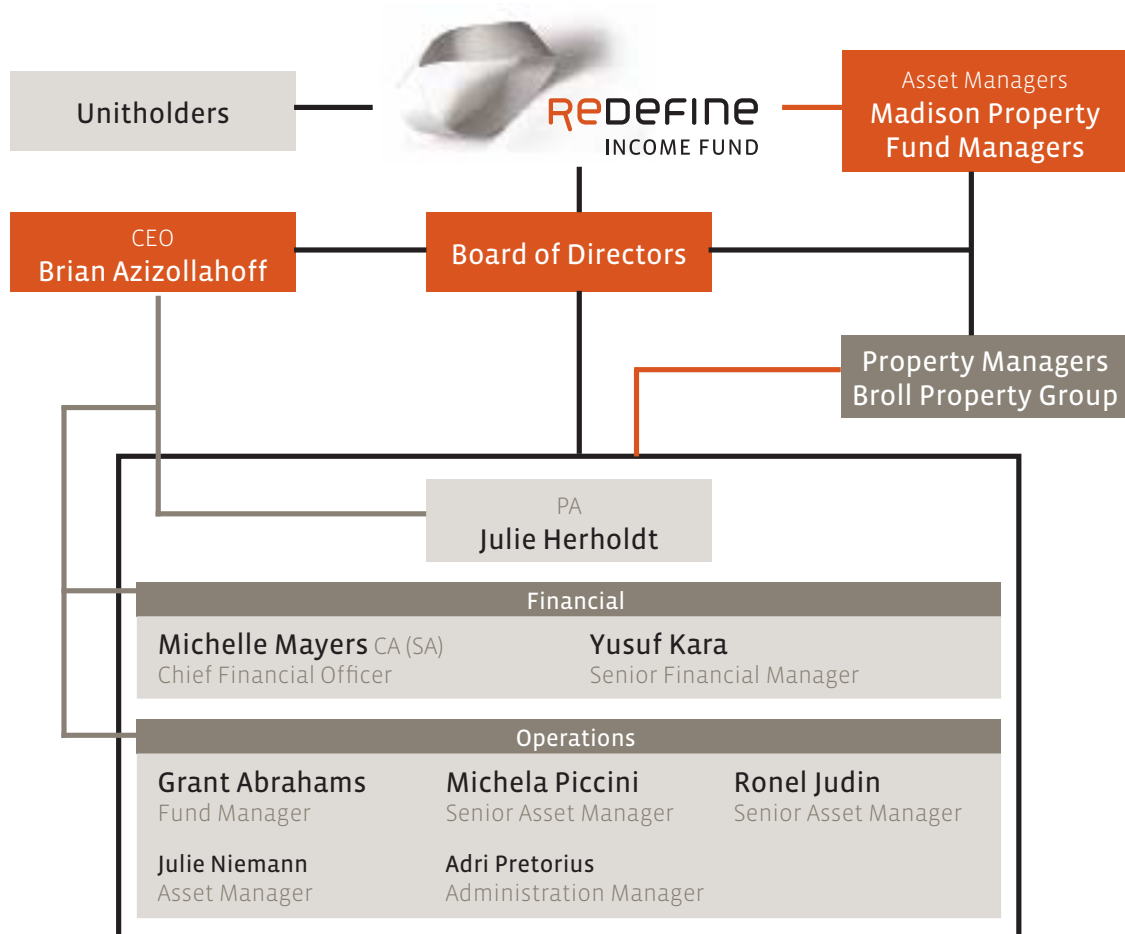 Unitholders
REDEFINE
INCOME FUND
Asset Managers
Madison Property
Fund Managers
CEO
Brian Azizollahoff
Board of Directors
Property Managers
Broll Property Group
PA
Julie Herholdt
Financial
Michelle Mayers CA (SA)
Chief Financial Officer
Yusuf Kara
Senior Financial Manager
Operations
Grant Abrahams
Fund Manager
Michela Piccini
Senior Asset Manager
Ronel Judin
Senior Asset Manager
Julie Niemann
Asset Manager
Adri Pretorius
Administration Manager